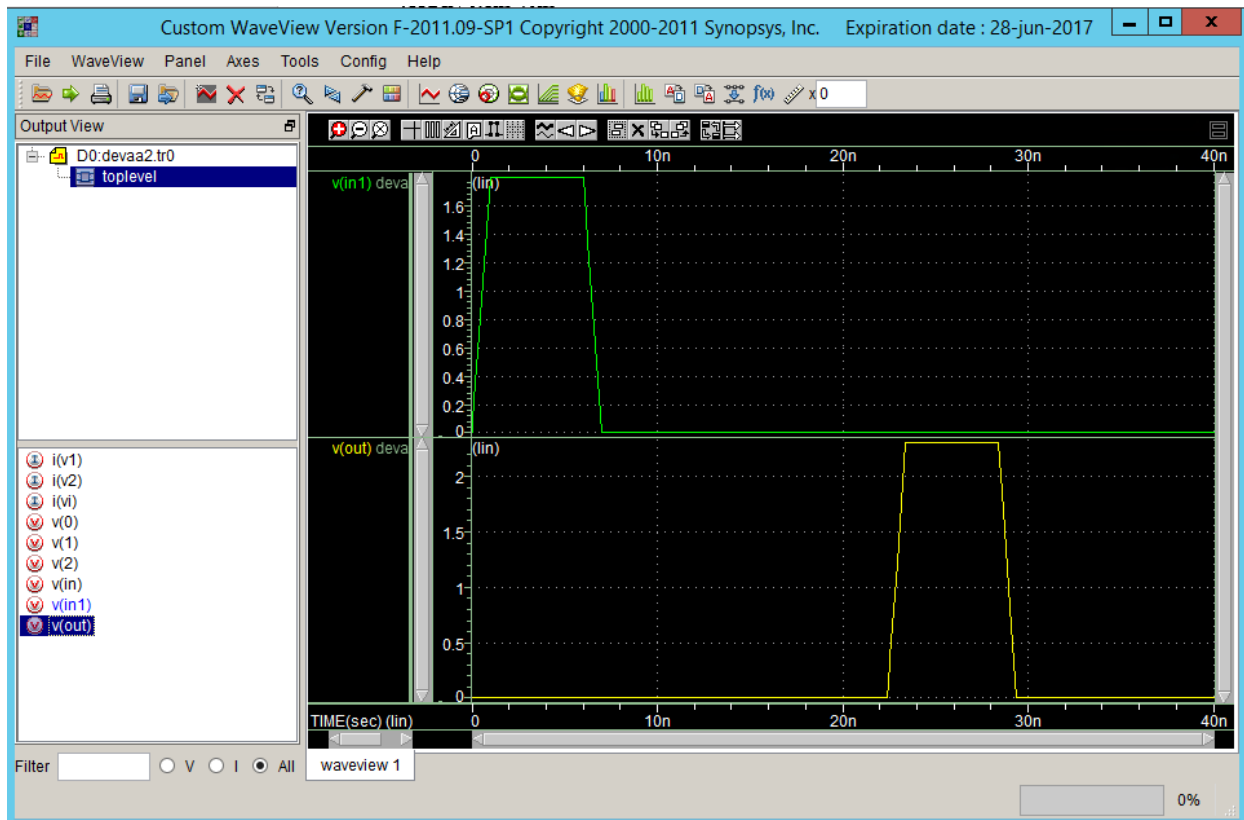 Custom WaveView Version F-2011.09-SP1 Copyright 2000-2011 Synopsys, Inc. Expiration date : 28-jun-2017
File WaveView Panel Axes Tools Config Help
f(x) x 0
Output View
D0:devaa2.tr0
toplevel
0 10n 20n 30n 40n
v(in1) deva
(lin)
1.6
1.4
1.2
1
0.8
0.6
0.4
0.2
0
v(out) deva
(lin)
2
1.5
1
0.5
0
i(v1)
i(v2)
i(vi)
v(0)
v(1)
v(2)
v(in)
v(in1)
v(out)
TIME(sec) (lin) 0 10n 20n 30n 40n
Filter V I All waveview 1
0%